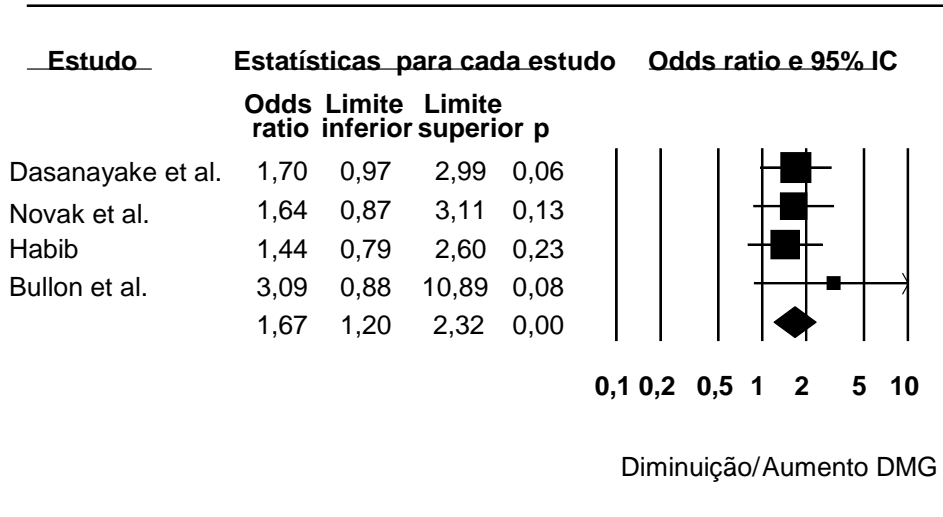 Estudo Estatísticas para cada estudo Odds ratio e 95% IC
Odds Limite Limite
ratio inferior superior p
Dasanayake et al. 1,70 0,97 2,99 0,06
Novak et al. 1,64 0,87 3,11 0,13
Habib 1,44 0,79 2,60 0,23
Bullon et al. 3,09 0,88 10,89 0,08
1,67 1,20 2,32 0,00
0,1 0,2 0,5 1 2 5 10
Diminuição/Aumento DMG